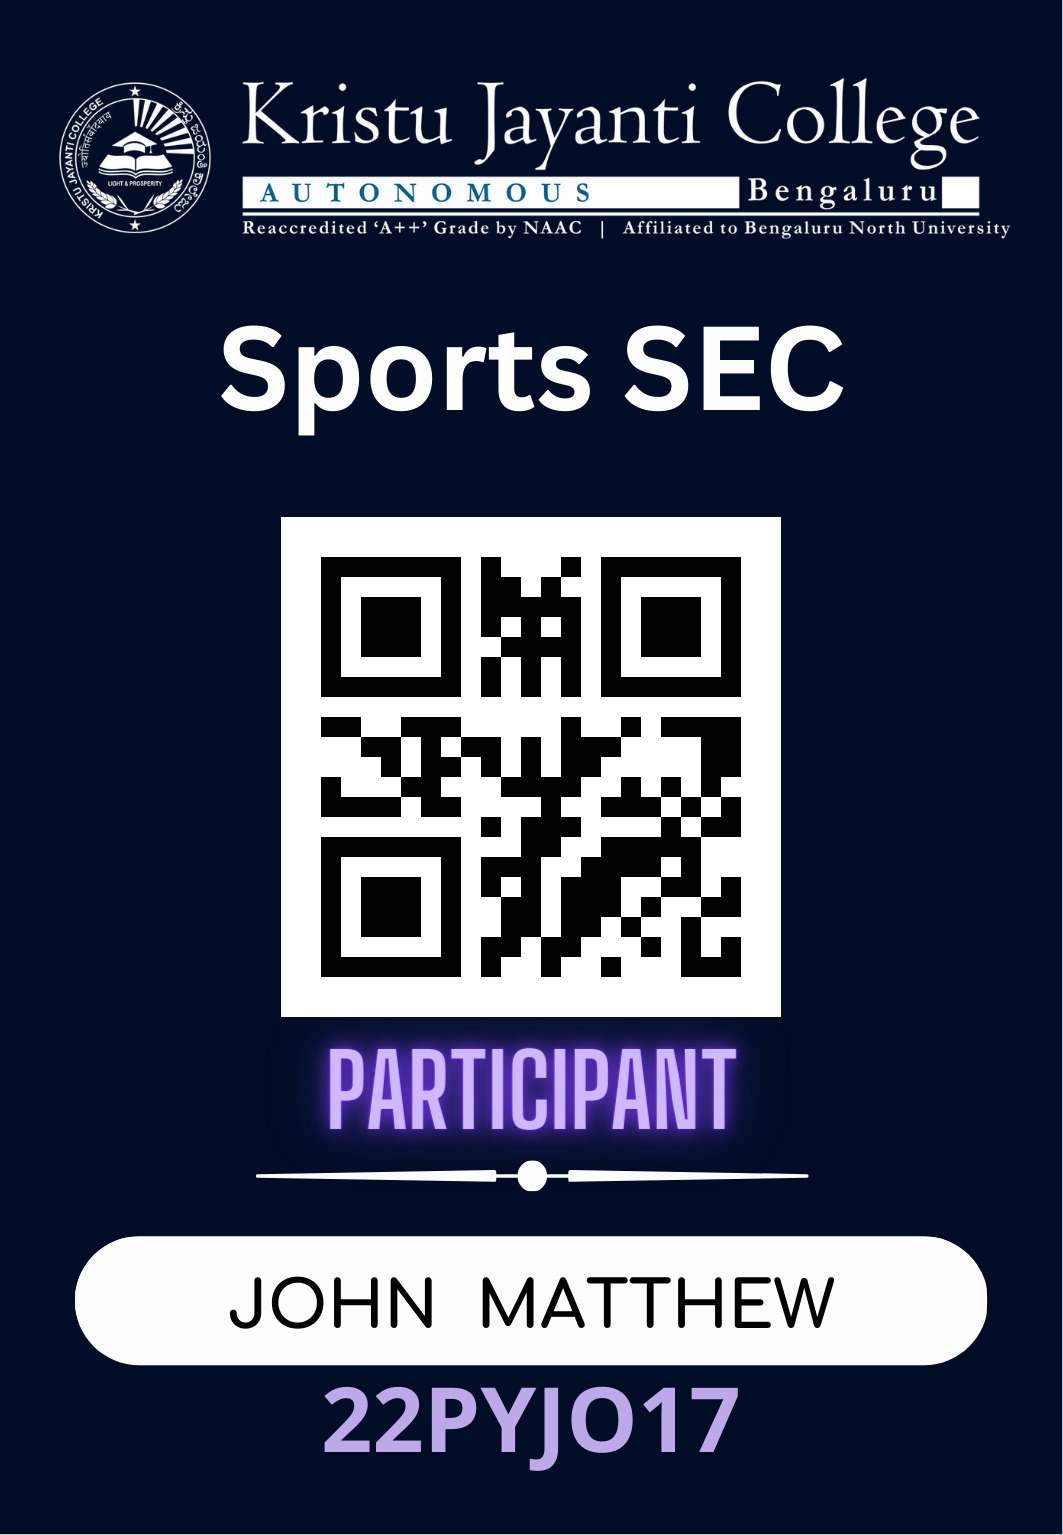 Kristu Jayanti College
AUTONOMOUS Bengaluru
Reaccredited ‘A++’ Grade by NAAC | Affiliated to Bengaluru North University
KRISTU JAYANTI COLLEGE
LIGHT & PROSPERITY
Sports SEC
PARTICIPANT
JOHN MATTHEW
22PYJO17